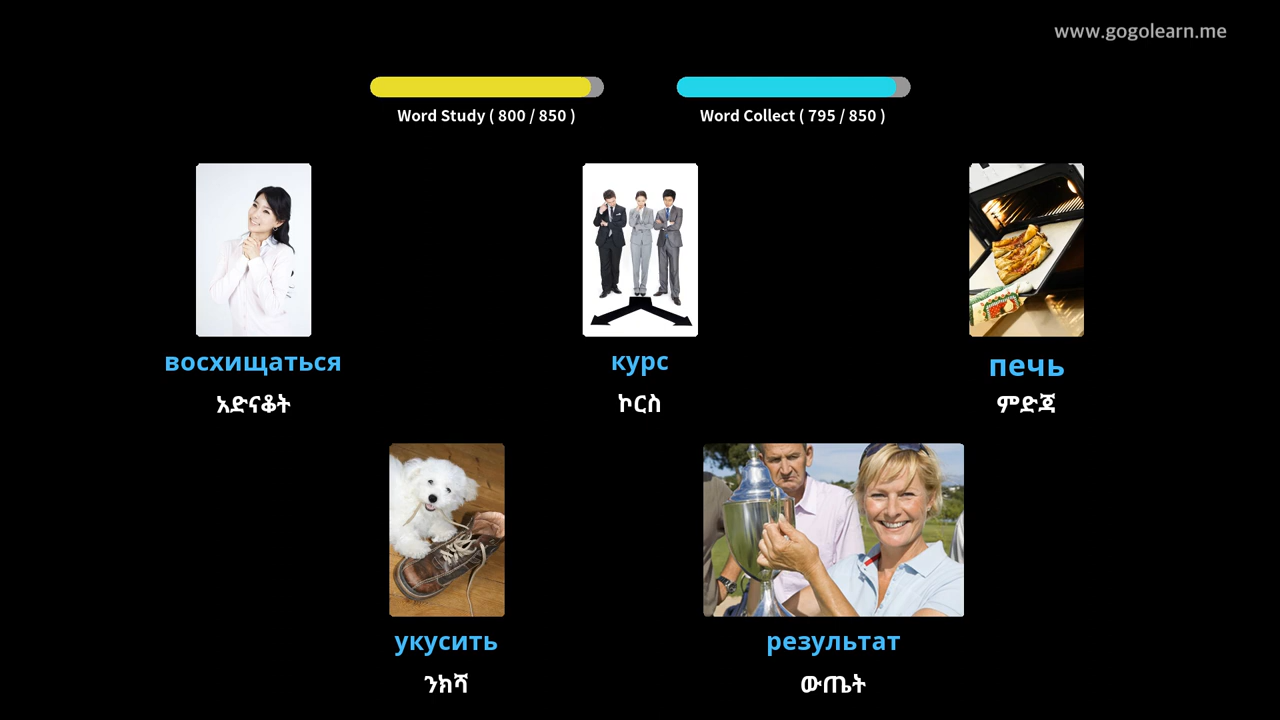 www.gogolearn.me
Word Study ( 800 / 850 )
Word Collect ( 795 / 850 )
восхищаться
አድናቆት
курс
ኮርስ
печь
ምድጃ
укусить
ንክሻ
результат
ውጤት